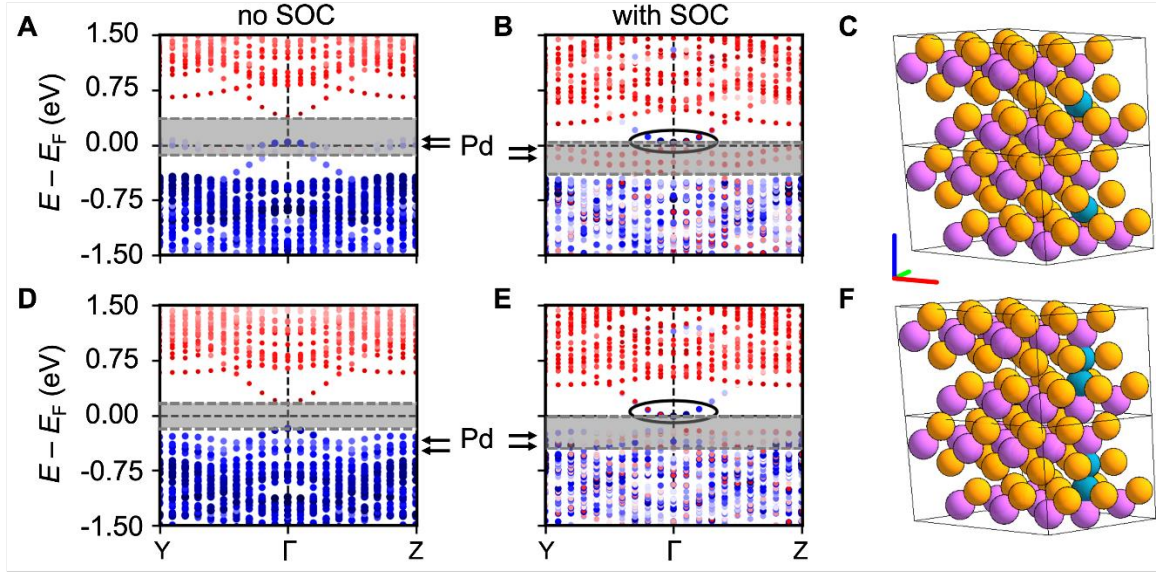 no SOC
with SOC
A
B
C
1.50
0.75
0.00
-0.75
-1.50
E − E_F (eV)
Pd
D
E
F
1.50
0.75
0.00
-0.75
-1.50
E − E_F (eV)
Pd
Y
Γ
Z
Y
Γ
Z